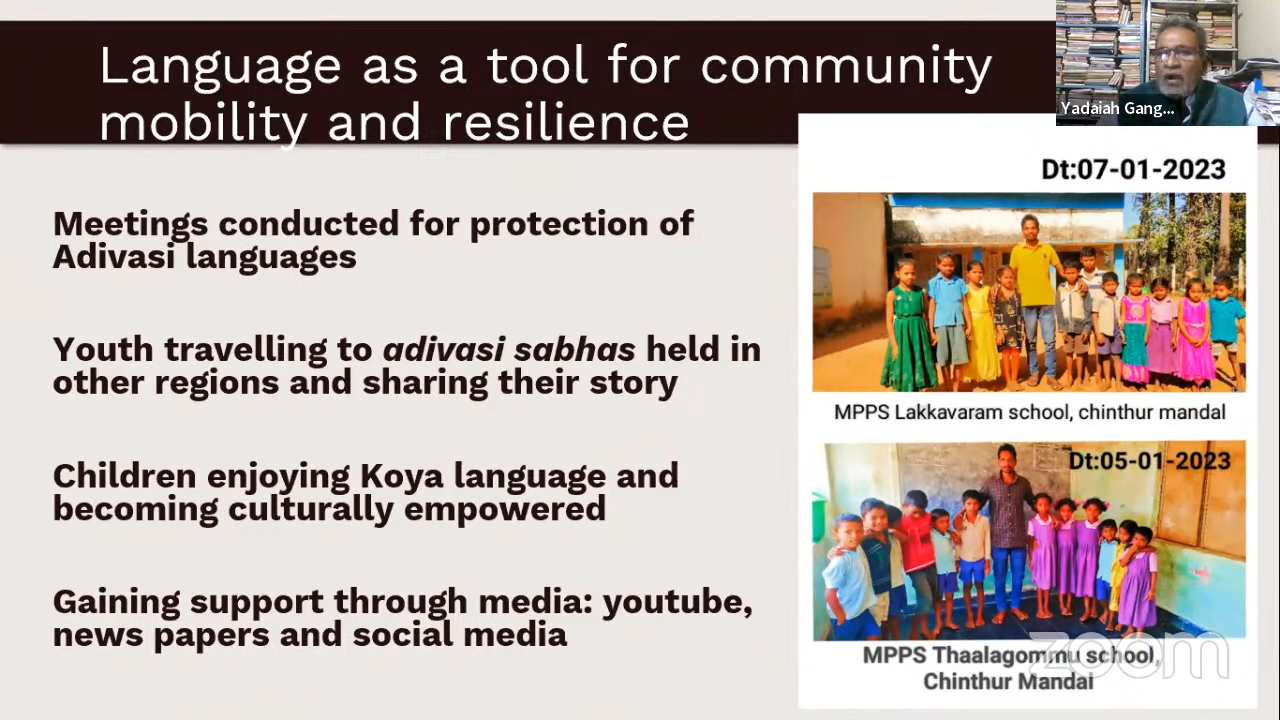 Language as a tool for community
mobility and resilience
Yadaiah Gang...
Meetings conducted for protection of
Adivasi languages
Youth travelling to adivasi sabhas held in
other regions and sharing their story
Children enjoying Koya language and
becoming culturally empowered
Gaining support through media: youtube,
news papers and social media
Dt:07-01-2023
MPPS Lakkavaram school, chinthur mandal
Dt:05-01-2023
MPPS Thaalagommu school,
Chinthur Mandal
zoom